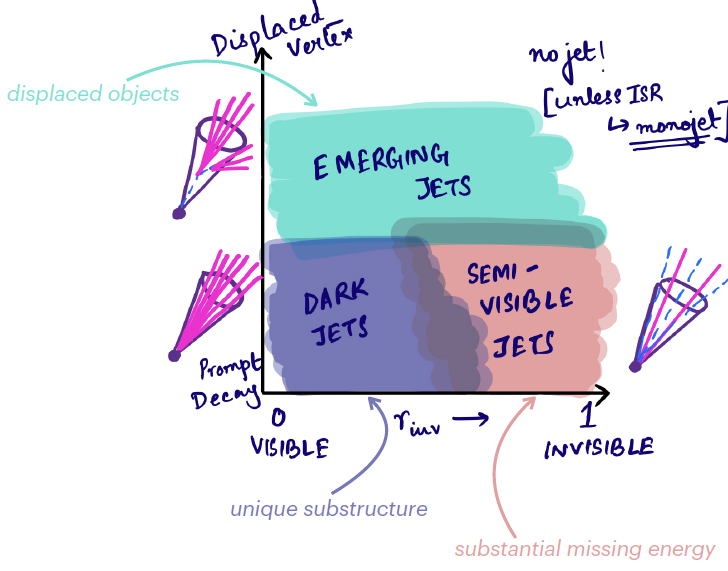 Displaced
Vertex
displaced objects
no jet!
[unless ISR
↳ monojet]
EMERGING
JETS
DARK
JETS
SEMI-
VISIBLE
JETS
Prompt
Decay
0
VISIBLE
r_inv →
1
INVISIBLE
unique substructure
substantial missing energy